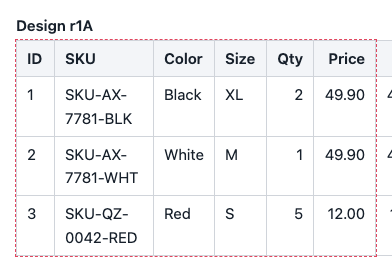 Design r1A
ID SKU Color Size Qty Price
1 SKU-AX- Black XL 2 49.90
7781-BLK
2 SKU-AX- White M 1 49.90
7781-WHT
3 SKU-QZ- Red S 5 12.00
0042-RED